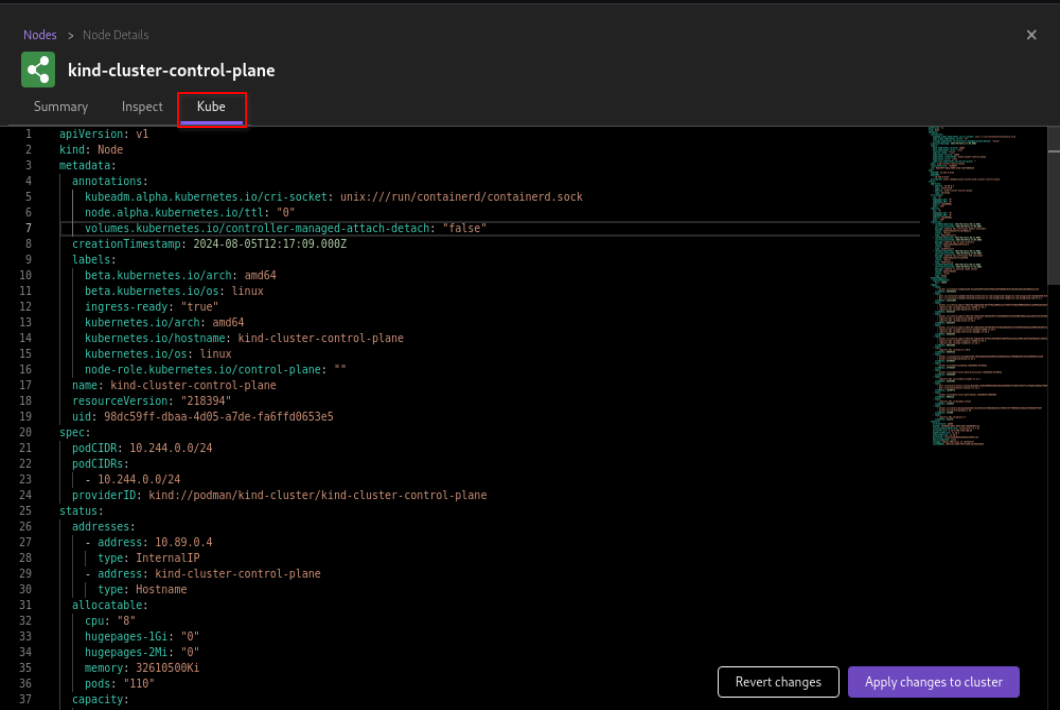 Nodes > Node Details
kind-cluster-control-plane
Summary Inspect Kube
1 apiVersion: v1
2 kind: Node
3 metadata:
4 annotations:
5 kubeadm.alpha.kubernetes.io/cri-socket: unix:///run/containerd/containerd.sock
6 node.alpha.kubernetes.io/ttl: "0"
7 volumes.kubernetes.io/controller-managed-attach-detach: "false"
8 creationTimestamp: 2024-08-05T12:17:09.000Z
9 labels:
10 beta.kubernetes.io/arch: amd64
11 beta.kubernetes.io/os: linux
12 ingress-ready: "true"
13 kubernetes.io/arch: amd64
14 kubernetes.io/hostname: kind-cluster-control-plane
15 kubernetes.io/os: linux
16 node-role.kubernetes.io/control-plane: ""
17 name: kind-cluster-control-plane
18 resourceVersion: "218394"
19 uid: 98dc59ff-dbaa-4d05-a7de-fa6ffd0653e5
20 spec:
21 podCIDR: 10.244.0.0/24
22 podCIDRs:
23 - 10.244.0.0/24
24 providerID: kind://podman/kind-cluster/kind-cluster-control-plane
25 status:
26 addresses:
27 - address: 10.89.0.4
28 type: InternalIP
29 - address: kind-cluster-control-plane
30 type: Hostname
31 allocatable:
32 cpu: "8"
33 hugepages-1Gi: "0"
34 hugepages-2Mi: "0"
35 memory: 32610500Ki
36 pods: "110"
37 capacity:
Revert changes Apply changes to cluster